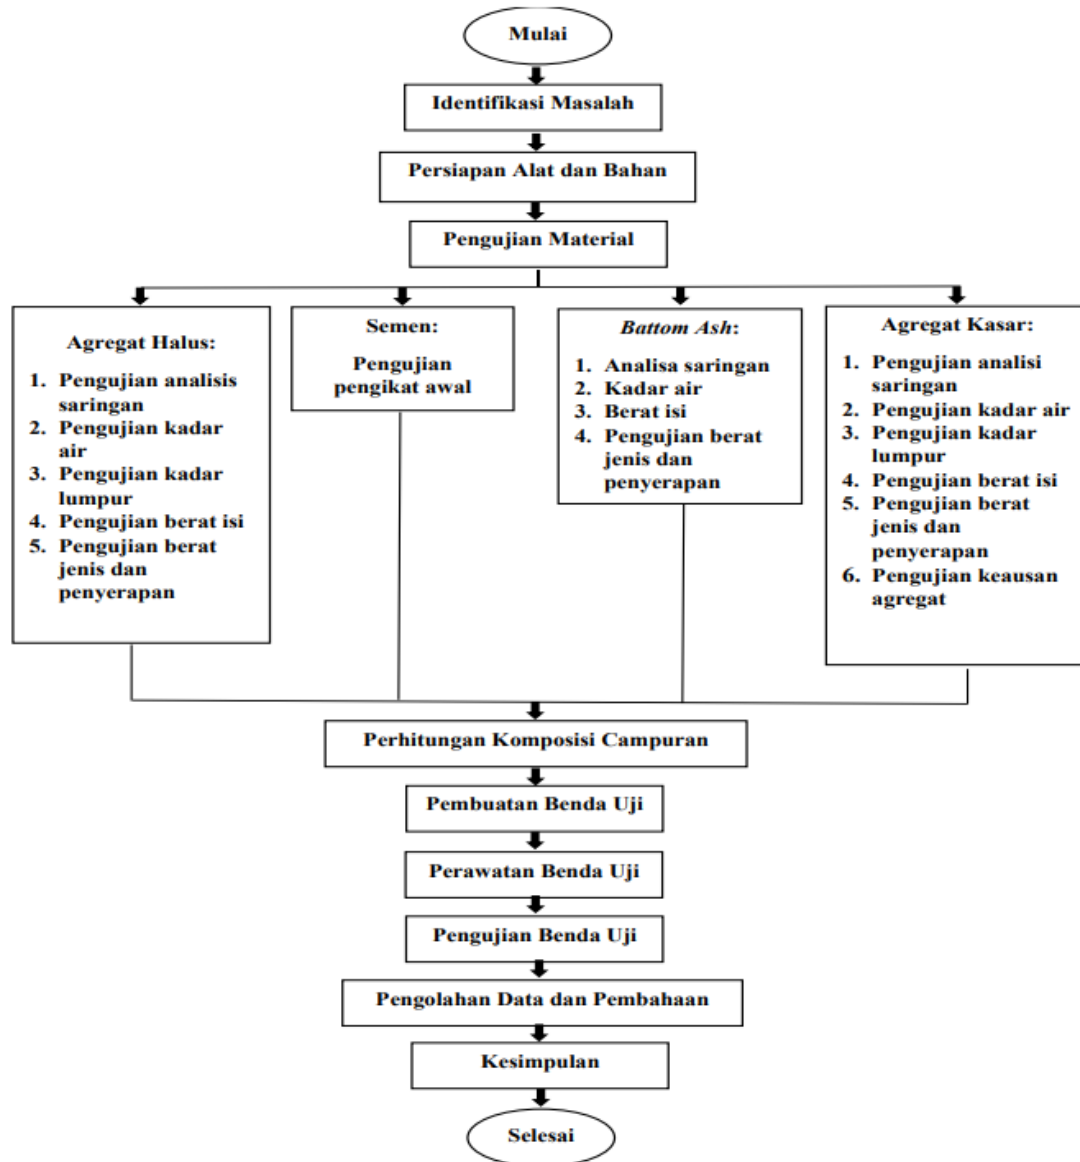 Mulai
Identifikasi Masalah
Persiapan Alat dan Bahan
Pengujian Material
Agregat Halus:
1. Pengujian analisis
saringan
2. Pengujian kadar
air
3. Pengujian kadar
lumpur
4. Pengujian berat isi
5. Pengujian berat
jenis dan
penyerapan
Semen:
Pengujian
pengikat awal
Battom Ash:
1. Analisa saringan
2. Kadar air
3. Berat isi
4. Pengujian berat
jenis dan
penyerapan
Agregat Kasar:
1. Pengujian analisi
saringan
2. Pengujian kadar air
3. Pengujian kadar
lumpur
4. Pengujian berat isi
5. Pengujian berat
jenis dan
penyerapan
6. Pengujian keausan
agregat
Perhitungan Komposisi Campuran
Pembuatan Benda Uji
Perawatan Benda Uji
Pengujian Benda Uji
Pengolahan Data dan Pembahaan
Kesimpulan
Selesai